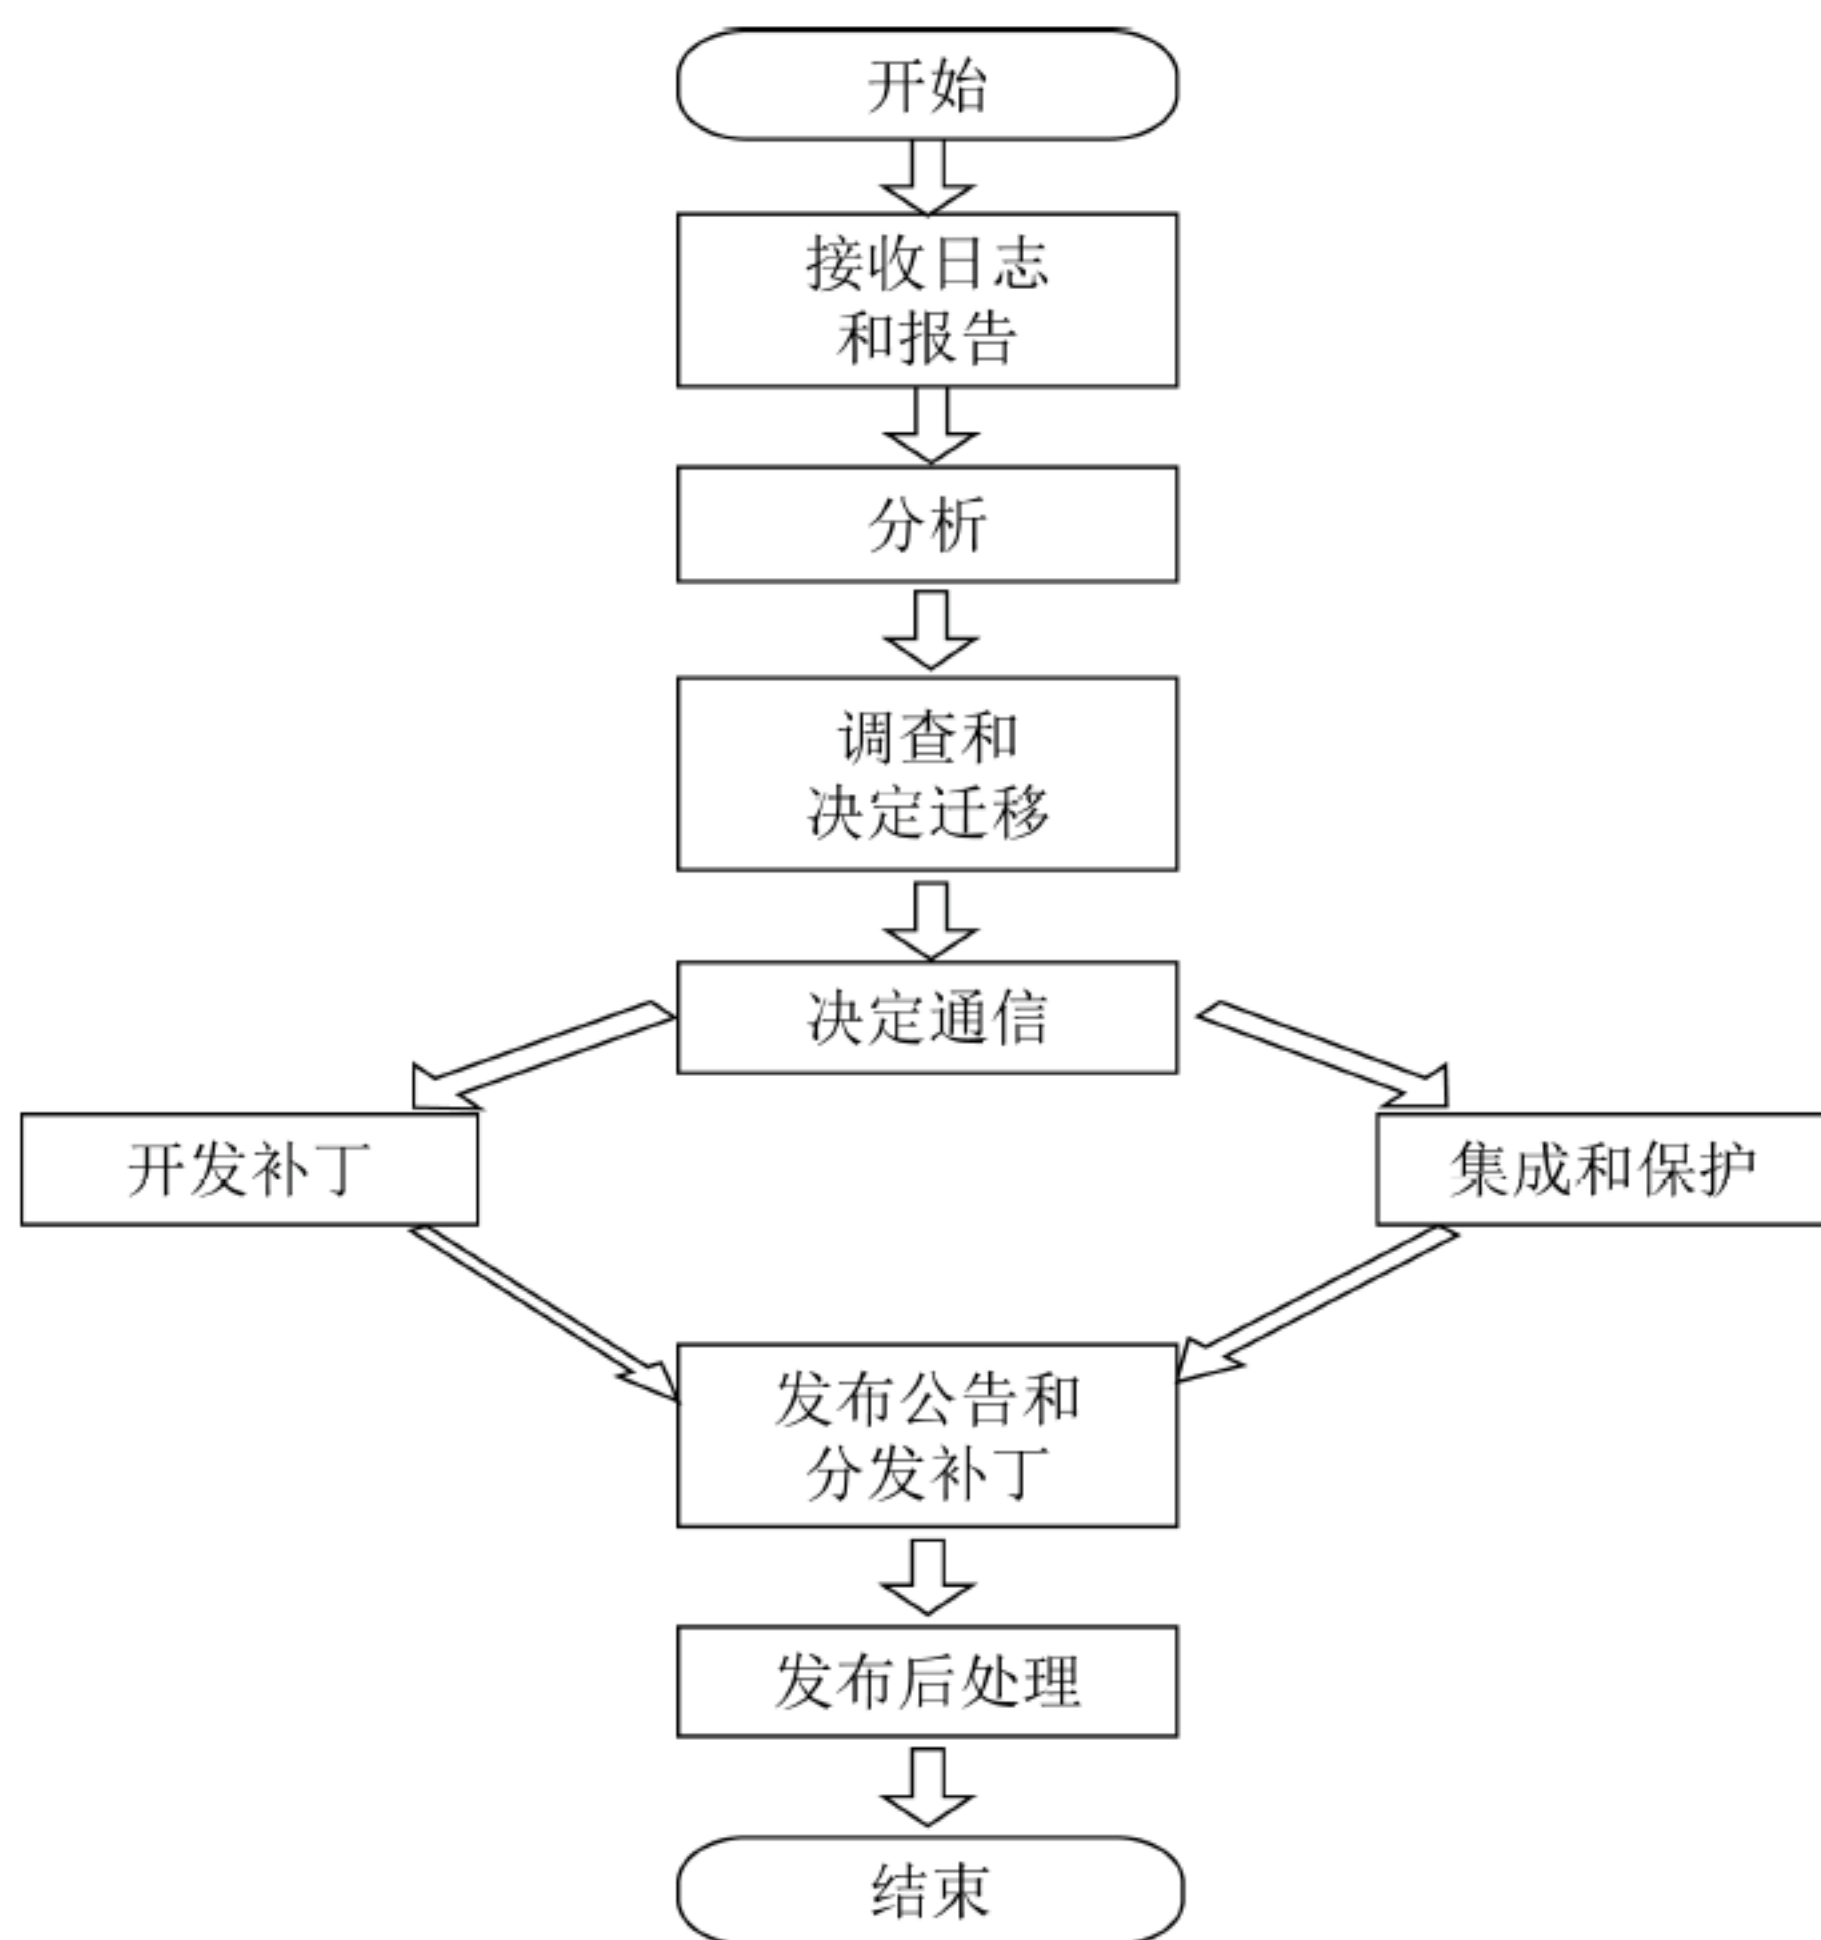 开始
接收日志
和报告
分析
调查和
决定迁移
决定通信
开发补丁
集成和保护
发布公告和
分发补丁
发布后处理
结束